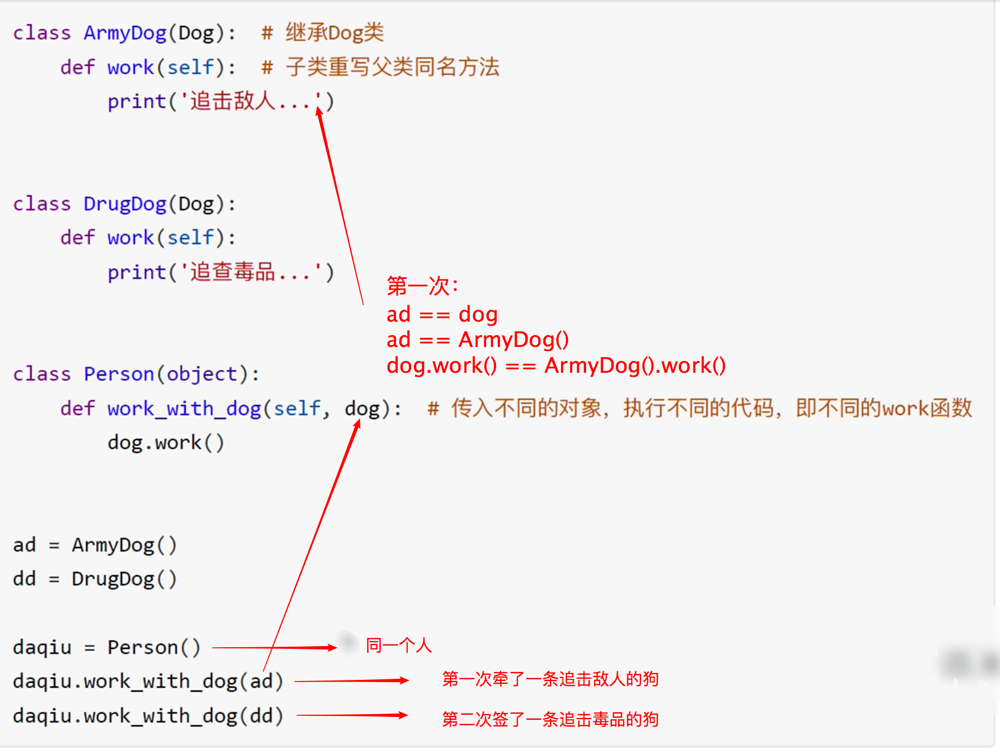 class ArmyDog(Dog):  # 继承Dog类
    def work(self):  # 子类重写父类同名方法
        print('追击敌人...')
class DrugDog(Dog):
    def work(self):
        print('追查毒品...')
第一次：
ad == dog
ad == ArmyDog()
dog.work() == ArmyDog().work()
class Person(object):
    def work_with_dog(self, dog):  # 传入不同的对象，执行不同的代码，即不同的work函数
        dog.work()
ad = ArmyDog()
dd = DrugDog()
daqiu = Person() 同一个人
daqiu.work_with_dog(ad) 第一次牵了一条追击敌人的狗
daqiu.work_with_dog(dd) 第二次签了一条追击毒品的狗